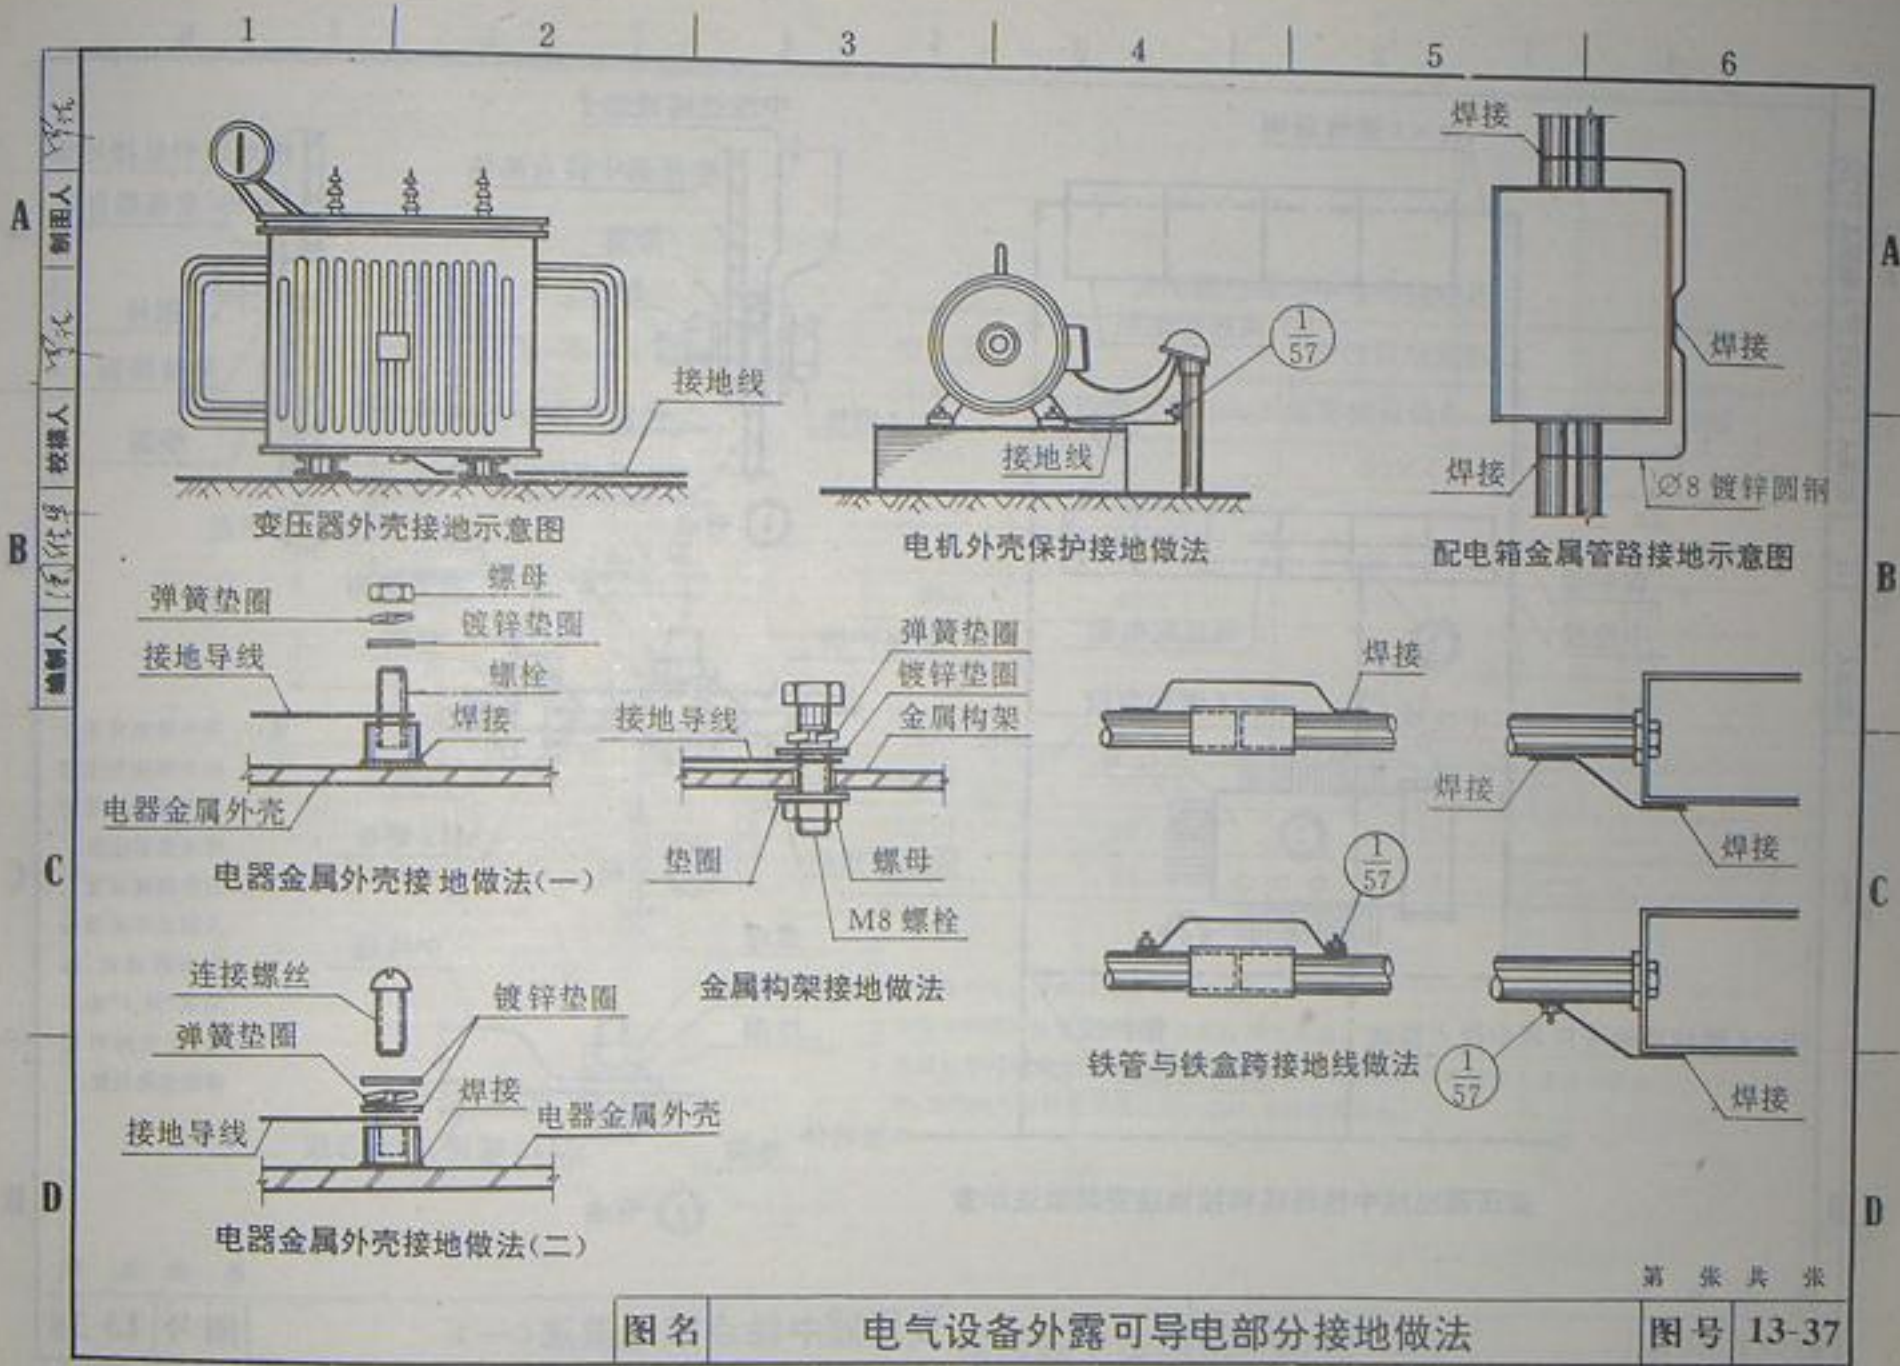 1
2
3
4
5
6
A
B
C
D
A
B
C
D
制图人
校核人
编制人
接地线
变压器外壳接地示意图
1
57
接地线
电机外壳保护接地做法
焊接
焊接
焊接
∅8 镀锌圆钢
配电箱金属管路接地示意图
螺母
弹簧垫圈
镀锌垫圈
接地导线
螺栓
焊接
电器金属外壳
电器金属外壳接地做法(一)
弹簧垫圈
镀锌垫圈
接地导线
金属构架
垫圈
螺母
M8 螺栓
金属构架接地做法
焊接
焊接
焊接
1
57
铁管与铁盒跨接地线做法
1
57
焊接
连接螺丝
镀锌垫圈
弹簧垫圈
焊接
电器金属外壳
接地导线
电器金属外壳接地做法(二)
第 张 共 张
图名
电气设备外露可导电部分接地做法
图号
13-37